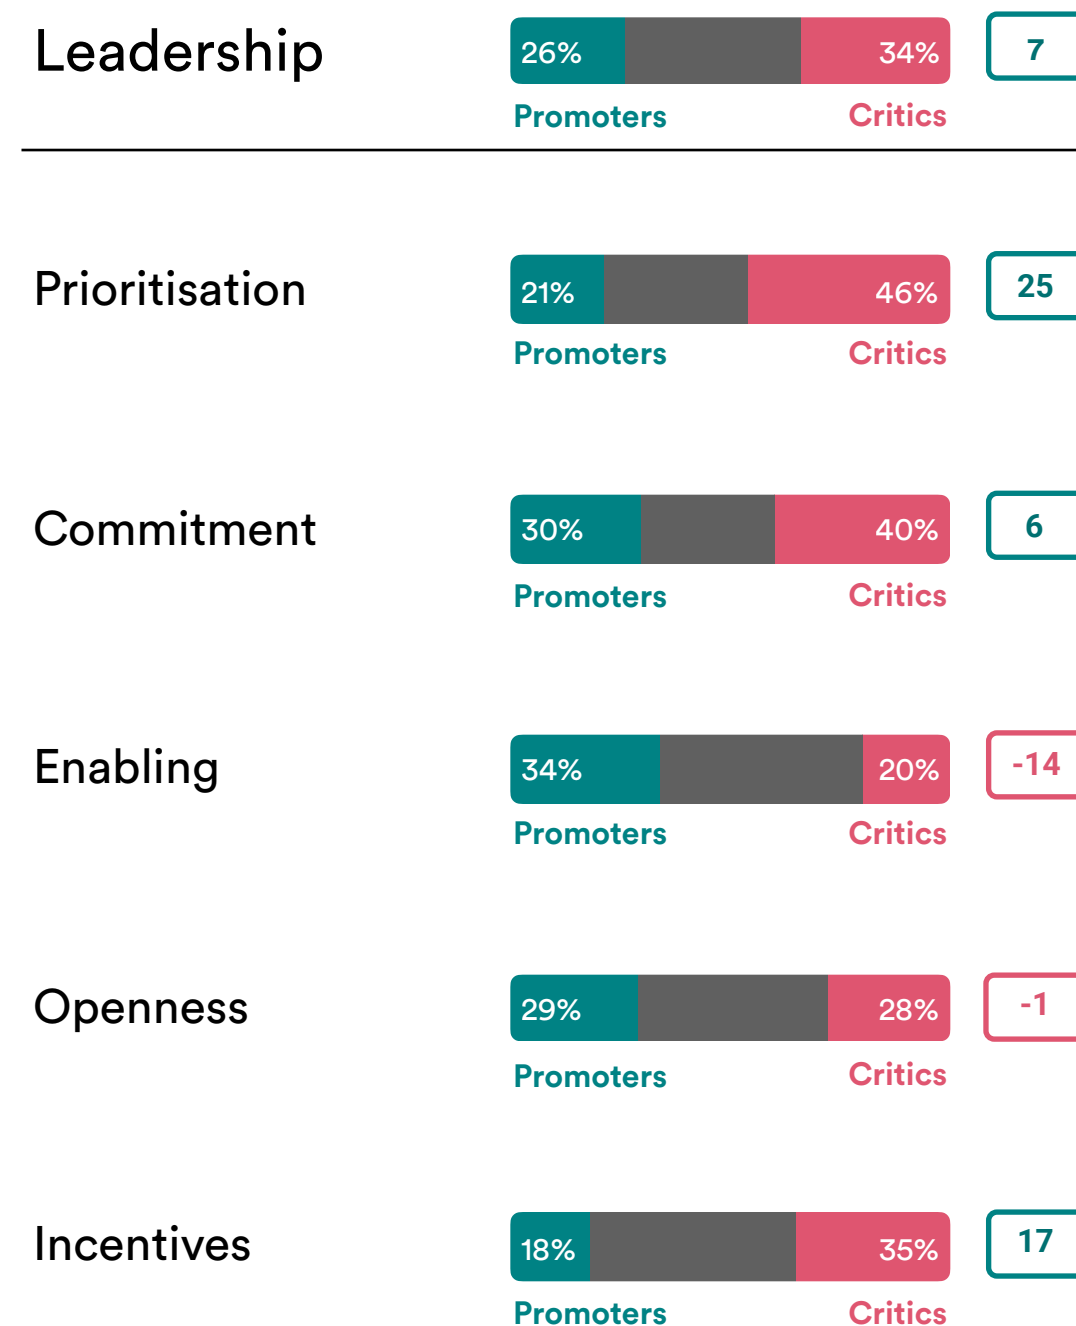 Leadership
26% 34% 7
Promoters Critics
Prioritisation
21% 46% 25
Promoters Critics
Commitment
30% 40% 6
Promoters Critics
Enabling
34% 20% -14
Promoters Critics
Openness
29% 28% -1
Promoters Critics
Incentives
18% 35% 17
Promoters Critics